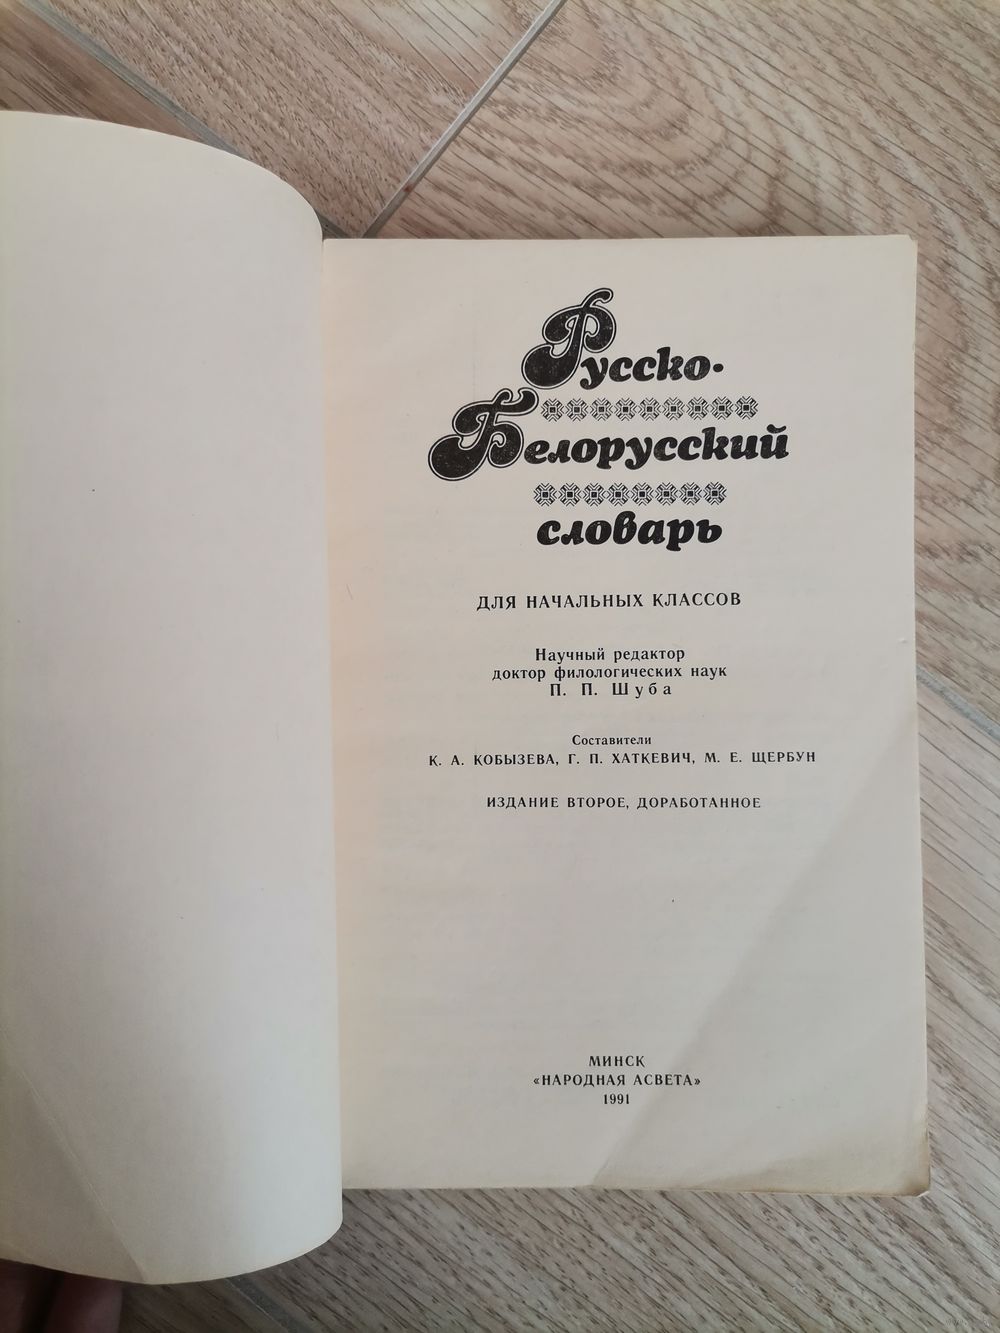 Русско-
Белорусский
словарь
ДЛЯ НАЧАЛЬНЫХ КЛАССОВ
Научный редактор
доктор филологических наук
П. П. Шуба
Составители
К. А. КОБЫЗЕВА, Г. П. ХАТКЕВИЧ, М. Е. ЩЕРБУН
ИЗДАНИЕ ВТОРОЕ, ДОРАБОТАННОЕ
МИНСК
«НАРОДНАЯ АСВЕТА»
1991